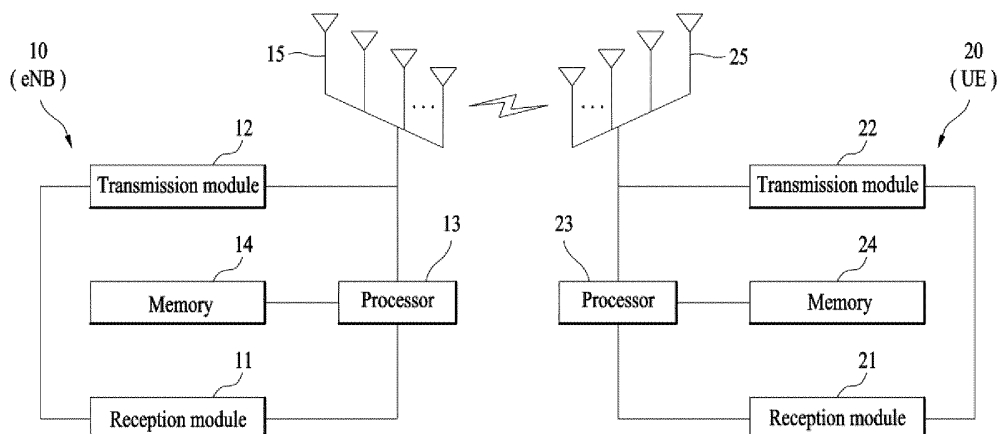 10
( eNB )
15
25
20
( UE )
12
Transmission module
22
Transmission module
13
Processor
23
Processor
14
Memory
24
Memory
11
Reception module
21
Reception module